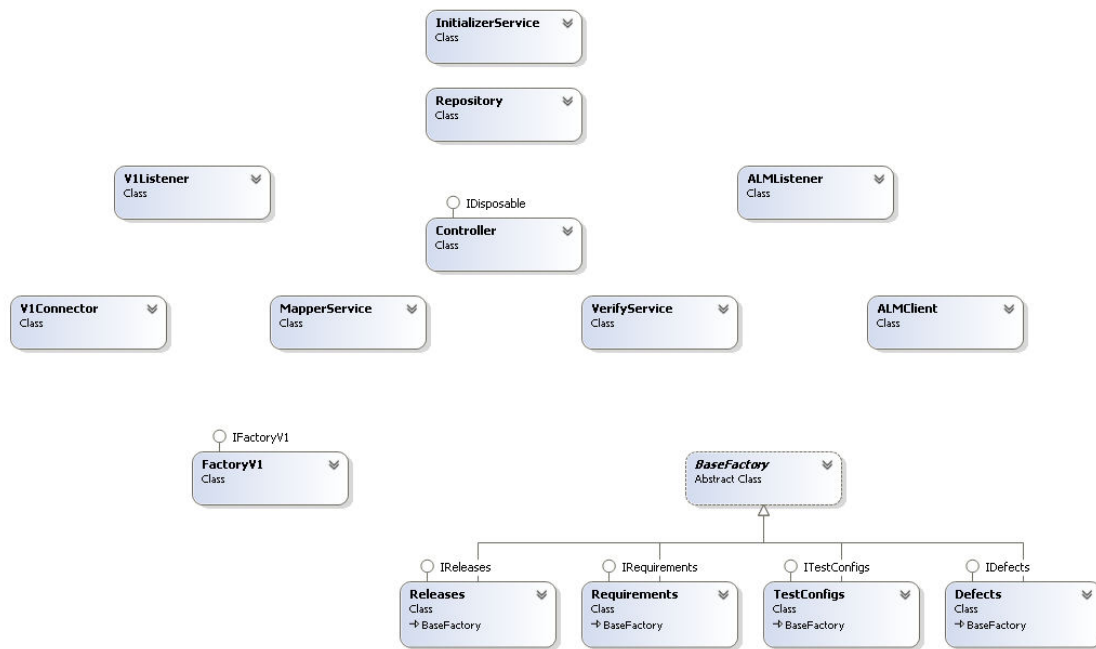 InitializerService
Class
Repository
Class
V1Listener
Class
ALMListener
Class
IDisposable
Controller
Class
V1Connector
Class
MapperService
Class
VerifyService
Class
ALMClient
Class
IFactoryV1
FactoryV1
Class
BaseFactory
Abstract Class
IReleases
IRequirements
ITestConfigs
IDefects
Releases
Class
BaseFactory
Requirements
Class
BaseFactory
TestConfigs
Class
BaseFactory
Defects
Class
BaseFactory